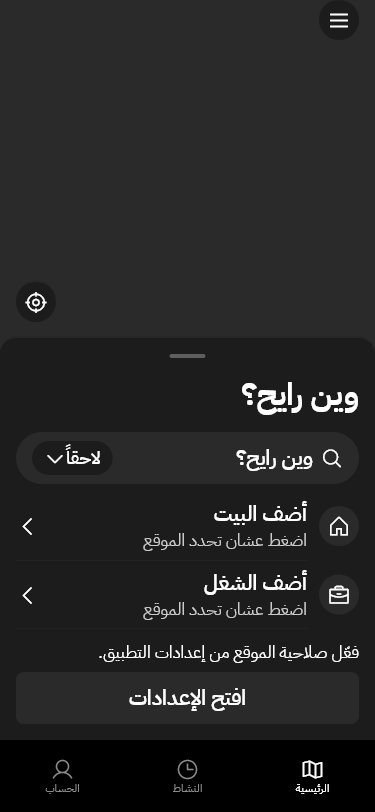 وين رايح؟
وين رايح؟
لاحقاً
أضف البيت
اضغط عشان تحدد الموقع
أضف الشغل
اضغط عشان تحدد الموقع
فعّل صلاحية الموقع من إعدادات التطبيق.
افتح الإعدادات
الرئيسية
النشاط
الحساب